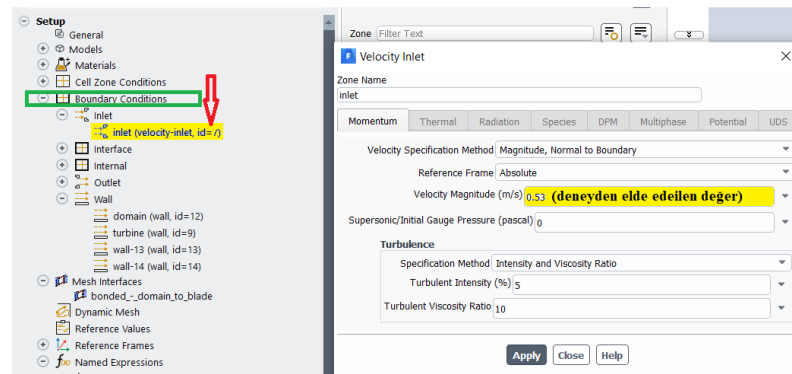 Setup
General
Models
Materials
Cell Zone Conditions
Boundary Conditions
Inlet
inlet (velocity-inlet, id=7)
Interface
Internal
Outlet
Wall
domain (wall, id=12)
turbine (wall, id=9)
wall-13 (wall, id=13)
wall-14 (wall, id=14)
Mesh Interfaces
bonded_-_domain_to_blade
Dynamic Mesh
Reference Values
Reference Frames
Named Expressions
Zone Filter Text
Velocity Inlet
Zone Name
inlet
Momentum Thermal Radiation Species DPM Multiphase Potential UDS
Velocity Specification Method Magnitude, Normal to Boundary
Reference Frame Absolute
Velocity Magnitude (m/s) 0.53 (deneyden elde edeilen değer)
Supersonic/Initial Gauge Pressure (pascal) 0
Turbulence
Specification Method Intensity and Viscosity Ratio
Turbulent Intensity (%) 5
Turbulent Viscosity Ratio 10
Apply Close Help